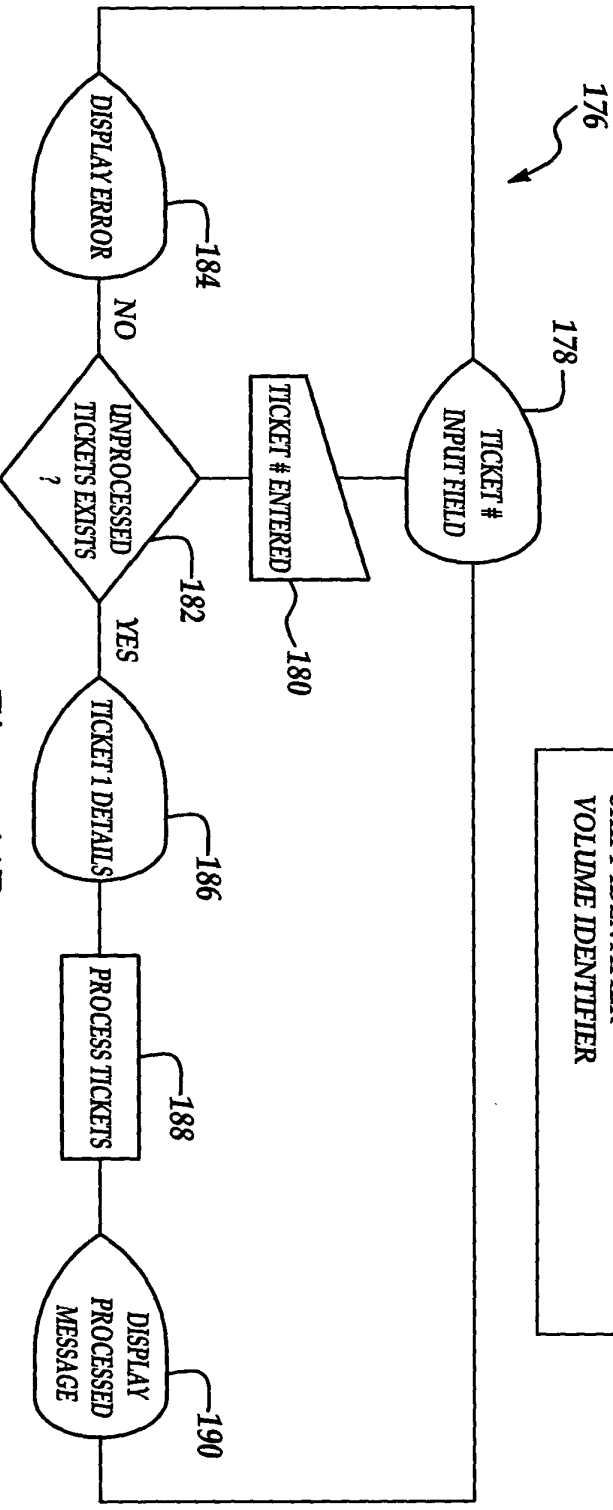 VOLUME IDENTIFIER
176
178
TICKET #
INPUT FIELD
TICKET # ENTERED
180
UNPROCESSED
TICKETS EXISTS
?
182
NO
DISPLAY ERROR
184
YES
TICKET 1 DETAILS
186
PROCESS TICKETS
188
DISPLAY
PROCESSED
MESSAGE
190